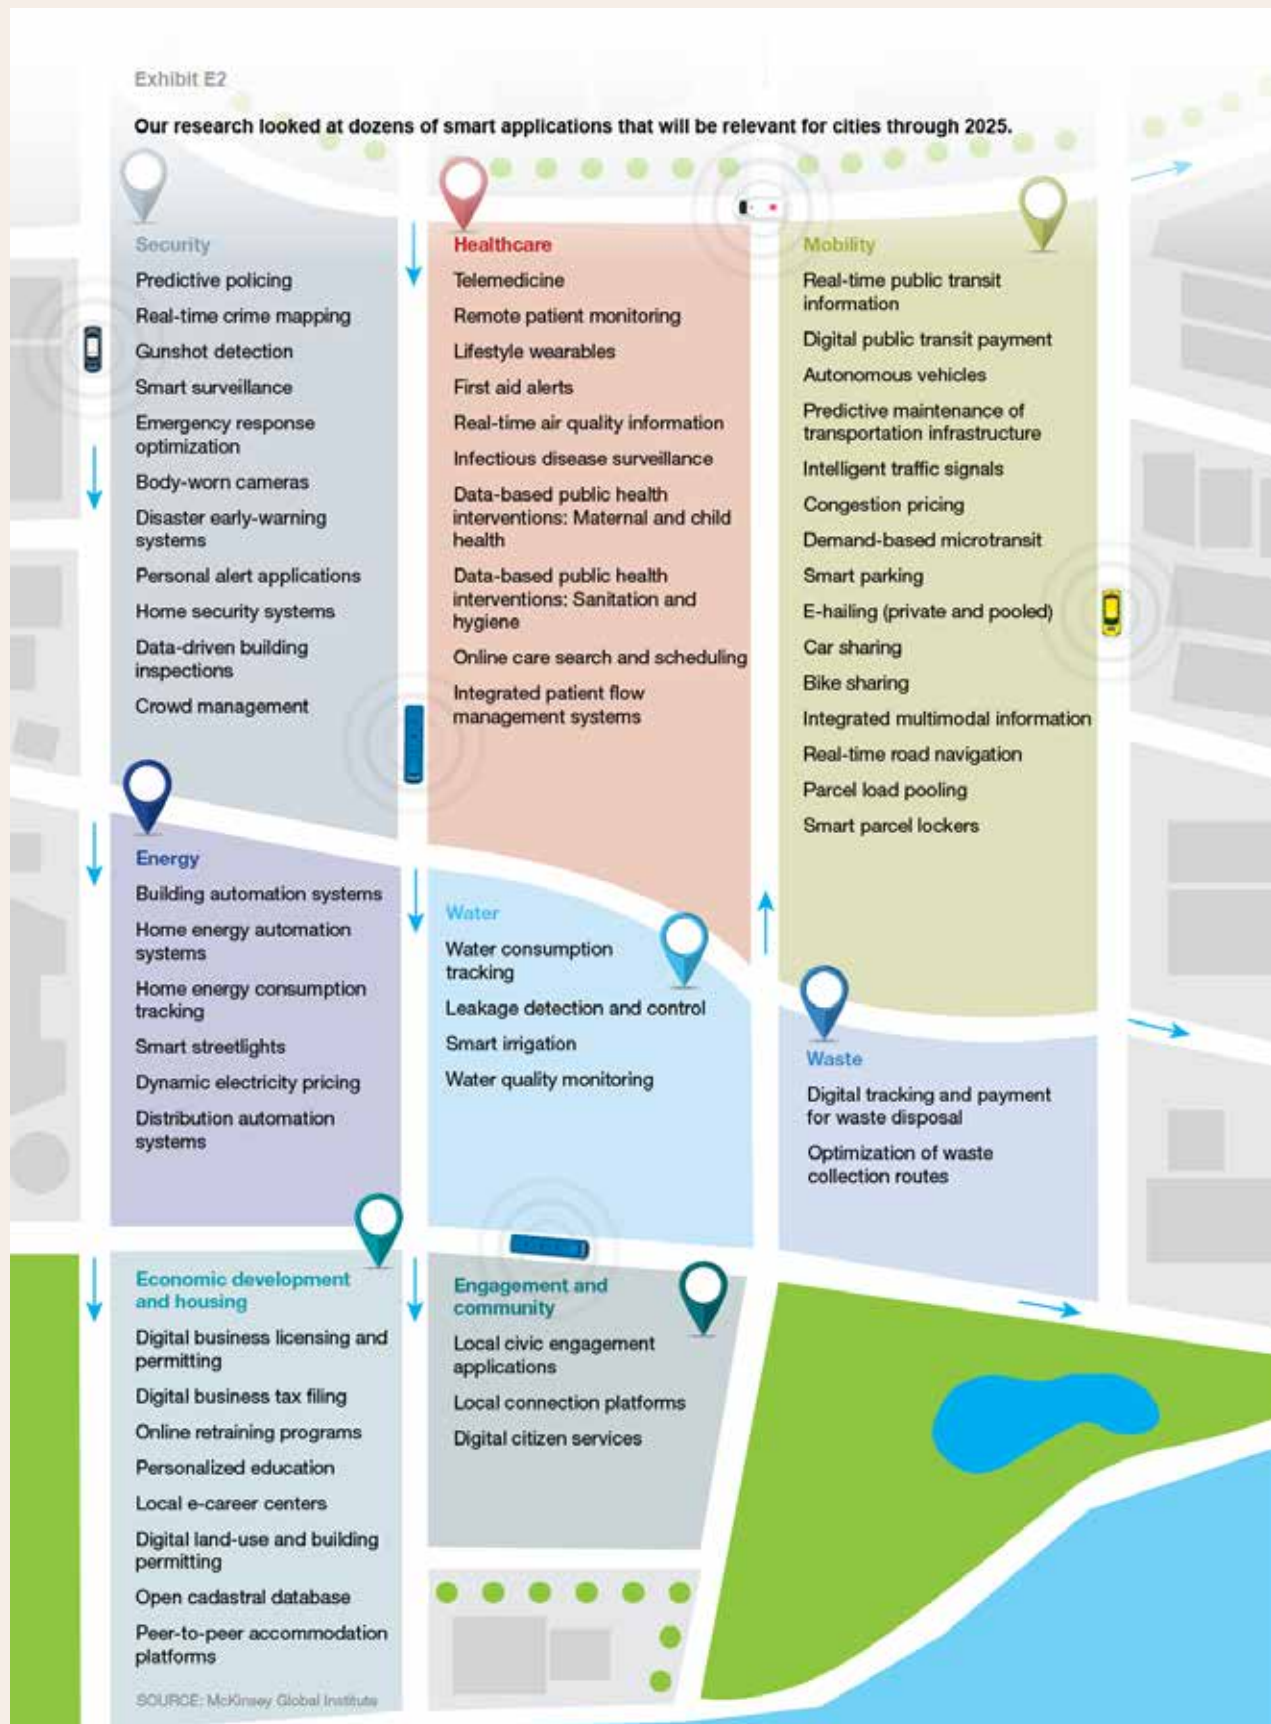 Exhibit E2
Our research looked at dozens of smart applications that will be relevant for cities through 2025.
Security
Predictive policing
Real-time crime mapping
Gunshot detection
Smart surveillance
Emergency response
optimization
Body-worn cameras
Disaster early-warning
systems
Personal alert applications
Home security systems
Data-driven building
inspections
Crowd management
Healthcare
Telemedicine
Remote patient monitoring
Lifestyle wearables
First aid alerts
Real-time air quality information
Infectious disease surveillance
Data-based public health
interventions: Maternal and child
health
Data-based public health
interventions: Sanitation and
hygiene
Online care search and scheduling
Integrated patient flow
management systems
Mobility
Real-time public transit
information
Digital public transit payment
Autonomous vehicles
Predictive maintenance of
transportation infrastructure
Intelligent traffic signals
Congestion pricing
Demand-based microtransit
Smart parking
E-hailing (private and pooled)
Car sharing
Bike sharing
Integrated multimodal information
Real-time road navigation
Parcel load pooling
Smart parcel lockers
Energy
Building automation systems
Home energy automation
systems
Home energy consumption
tracking
Smart streetlights
Dynamic electricity pricing
Distribution automation
systems
Water
Water consumption
tracking
Leakage detection and control
Smart irrigation
Water quality monitoring
Waste
Digital tracking and payment
for waste disposal
Optimization of waste
collection routes
Economic development
and housing
Digital business licensing and
permitting
Digital business tax filing
Online retraining programs
Personalized education
Local e-career centers
Digital land-use and building
permitting
Open cadastral database
Peer-to-peer accommodation
platforms
Engagement and
community
Local civic engagement
applications
Local connection platforms
Digital citizen services
SOURCE: McKinsey Global Institute